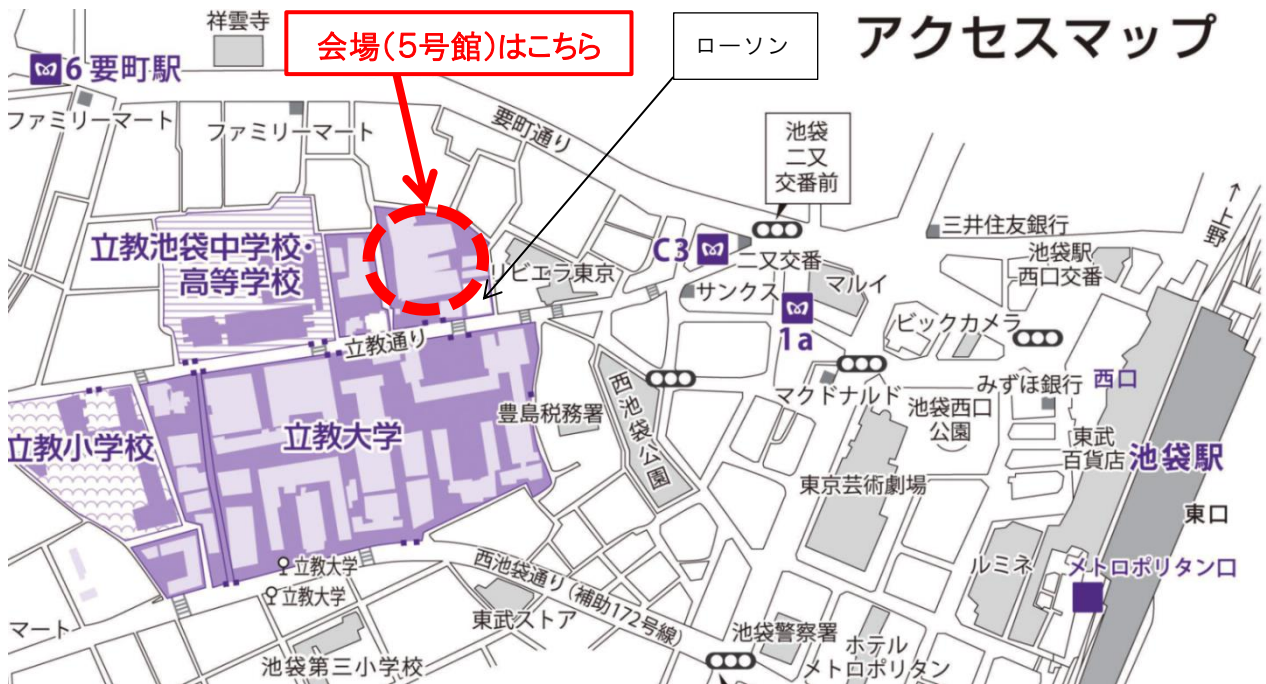 アクセスマップ
祥雲寺
会場(5号館)はこちら
ローソン
6 要町駅
ファミリーマート
ファミリーマート
要町通り
池袋
二又
交番前
↑上野
三井住友銀行
立教池袋中学校・
高等学校
C3
二又交番
池袋駅
西口交番
リビエラ東京
サンクス
マルイ
ビックカメラ
1a
立教通り
マクドナルド
みずほ銀行
西口
池袋西口
公園
西池袋公園
豊島税務署
立教小学校
立教大学
東武
百貨店
池袋駅
東京芸術劇場
東口
ルミネ
メトロポリタン口
立教大学
立教大学
西池袋通り(補助172号線)
マート
東武ストア
池袋警察署
ホテル
メトロポリタン
池袋第三小学校